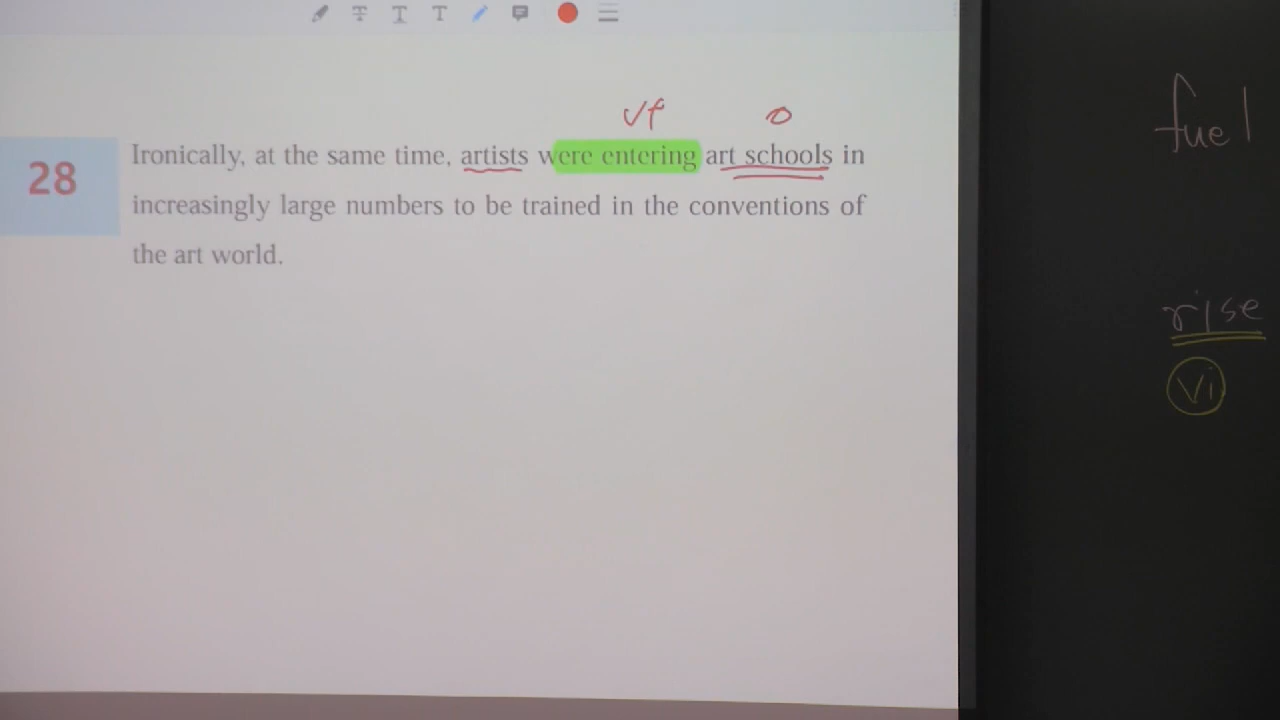 vt o
28
Ironically, at the same time, artists were entering art schools in
increasingly large numbers to be trained in the conventions of
the art world.
fuel
rise
vi